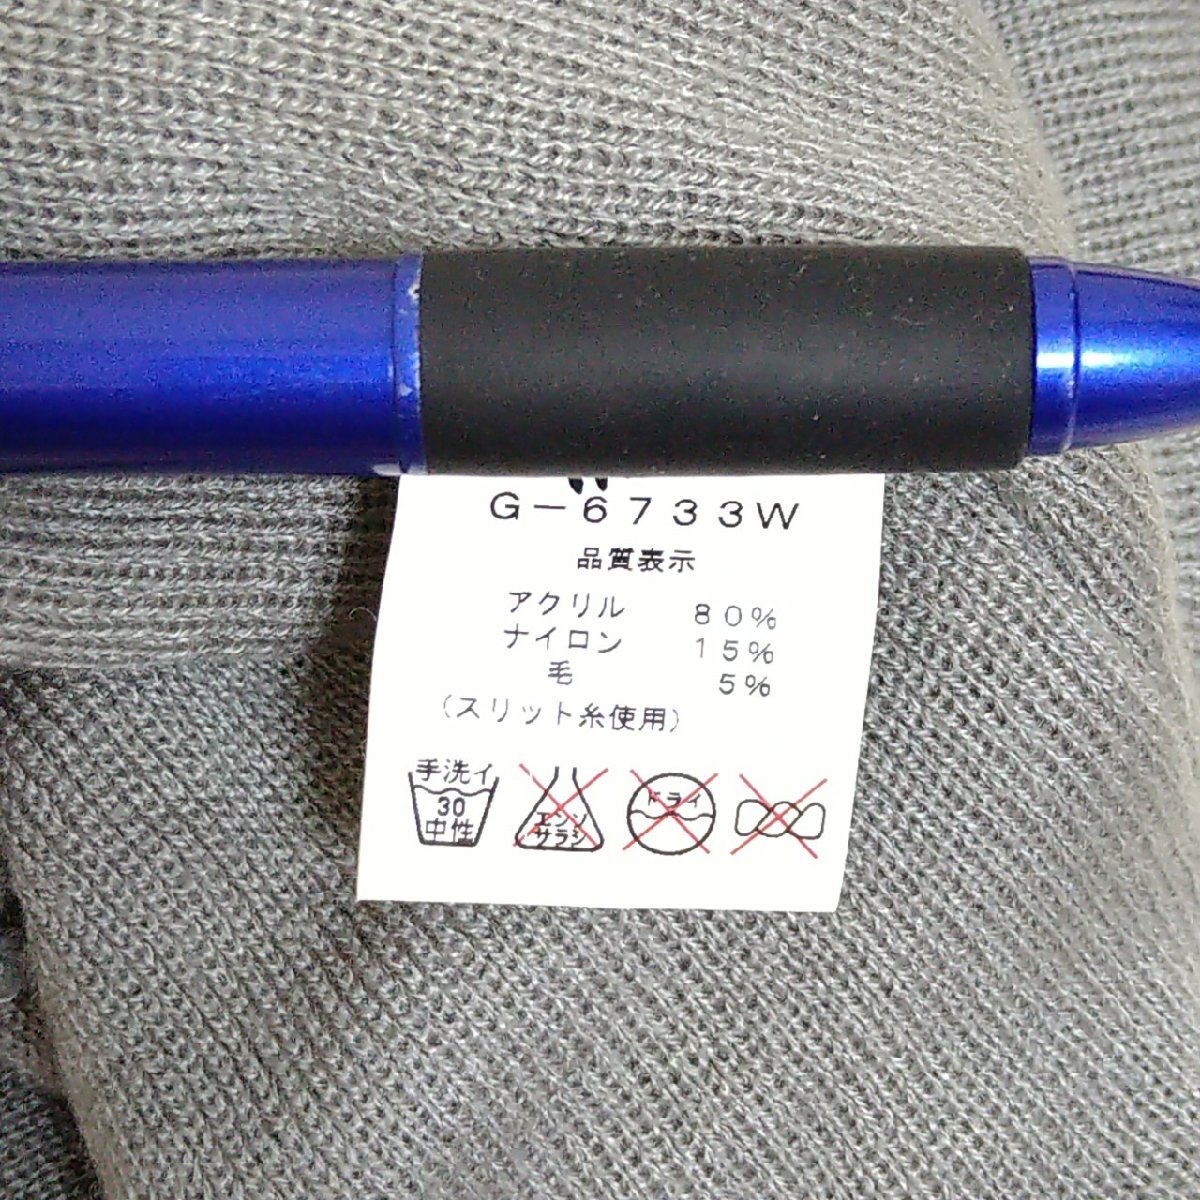 G－6733W
品質表示
アクリル 80%
ナイロン 15%
毛 5%
(スリット糸使用)
手洗イ
30
中性
エンソ
サラシ
ドライ